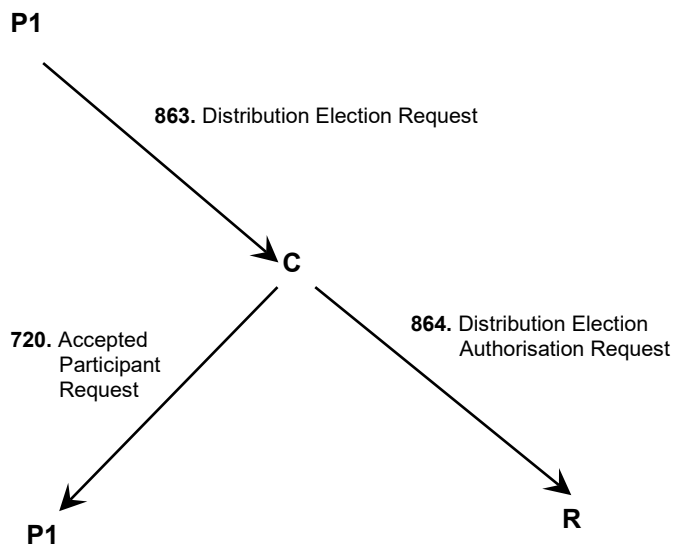 P1
863. Distribution Election Request
C
720. Accepted
Participant
Request
864. Distribution Election
Authorisation Request
P1
R